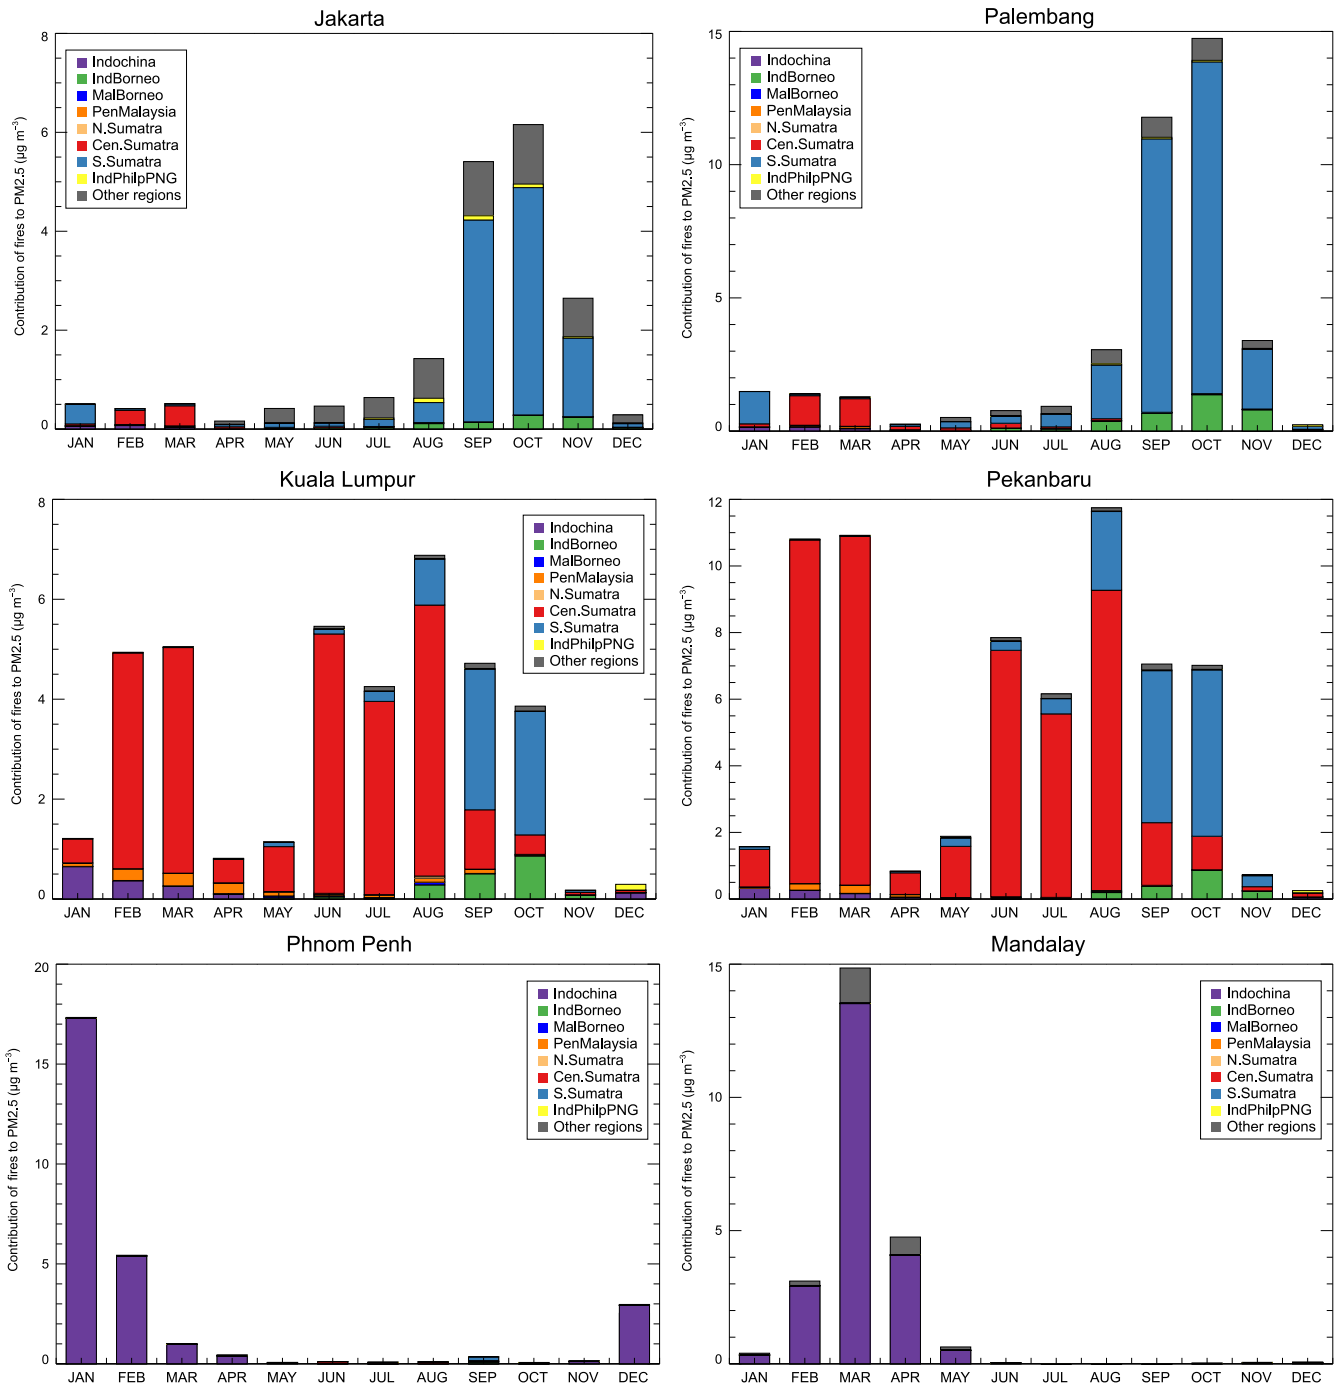 Jakarta
Contribution of fires to PM2.5 (µg m⁻³)
8
6
4
2
0
Indochina
IndBorneo
MalBorneo
PenMalaysia
N.Sumatra
Cen.Sumatra
S.Sumatra
IndPhilpPNG
Other regions
JAN FEB MAR APR MAY JUN JUL AUG SEP OCT NOV DEC
Palembang
Contribution of fires to PM2.5 (µg m⁻³)
15
10
5
0
Indochina
IndBorneo
MalBorneo
PenMalaysia
N.Sumatra
Cen.Sumatra
S.Sumatra
IndPhilpPNG
Other regions
JAN FEB MAR APR MAY JUN JUL AUG SEP OCT NOV DEC
Kuala Lumpur
Contribution of fires to PM2.5 (µg m⁻³)
8
6
4
2
0
Indochina
IndBorneo
MalBorneo
PenMalaysia
N.Sumatra
Cen.Sumatra
S.Sumatra
IndPhilpPNG
Other regions
JAN FEB MAR APR MAY JUN JUL AUG SEP OCT NOV DEC
Pekanbaru
Contribution of fires to PM2.5 (µg m⁻³)
12
10
8
6
4
2
0
JAN FEB MAR APR MAY JUN JUL AUG SEP OCT NOV DEC
Phnom Penh
Contribution of fires to PM2.5 (µg m⁻³)
20
15
10
5
0
Indochina
IndBorneo
MalBorneo
PenMalaysia
N.Sumatra
Cen.Sumatra
S.Sumatra
IndPhilpPNG
Other regions
JAN FEB MAR APR MAY JUN JUL AUG SEP OCT NOV DEC
Mandalay
Contribution of fires to PM2.5 (µg m⁻³)
15
10
5
0
Indochina
IndBorneo
MalBorneo
PenMalaysia
N.Sumatra
Cen.Sumatra
S.Sumatra
IndPhilpPNG
Other regions
JAN FEB MAR APR MAY JUN JUL AUG SEP OCT NOV DEC